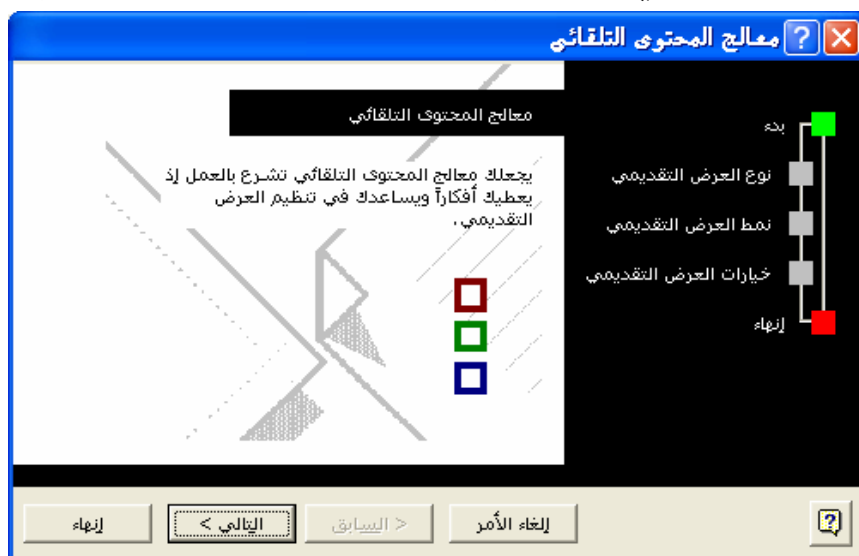 معالج المحتوى التلقائي
معالج المحتوى التلقائي
يجعلك معالج المحتوى التلقائي تشرع بالعمل إذ
يعطيك أفكاراً ويساعدك في تنظيم العرض
التقديمي.
بدء
نوع العرض التقديمي
نمط العرض التقديمي
خيارات العرض التقديمي
إنهاء
إلغاء الأمر
< السابق
التالي >
إنهاء